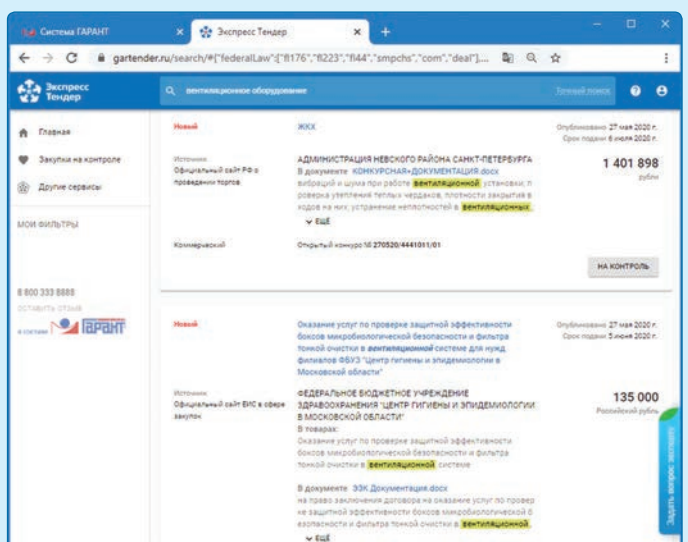 Система ГАРАНТ
Экспресс Тендер
gartender.ru/search/#{"federalLaw":["fl176","fl223","fl44","smpchs","com","deal"]....
Экспресс
Тендер
вентиляционное оборудование
Точный поиск
Главная
Закупки на контроле
Другие сервисы
МОИ ФИЛЬТРЫ
8 800 333 8888
ОСТАВИТЬ ОТЗЫВ
в составе ГАРАНТ
Новый
ЖКХ
Опубликовано 27 мая 2020 г.
Срок подачи 6 июля 2020 г.
Источник
Официальный сайт РФ о
проведении торгов
АДМИНИСТРАЦИЯ НЕВСКОГО РАЙОНА САНКТ-ПЕТЕРБУРГА
В документе КОНКУРСНАЯ+ДОКУМЕНТАЦИЯ.docx
вибраций и шума при работе вентиляционной установки; п
роверка утепления теплых чердаков, плотности закрытия в
ходов на них, устранение неплотностей в вентиляционных
ЕЩЁ
1 401 898
рубли
Коммерческий
Открытый конкурс № 270520/4441011/01
НА КОНТРОЛЬ
Новый
Оказание услуг по проверке защитной эффективности
боксов микробиологической безопасности и фильтра
тонкой очистки в вентиляционной системе для нужд
филиалов ФБУЗ "Центр гигиены и эпидемиологии в
Московской области"
Опубликовано 27 мая 2020 г.
Срок подачи 5 июня 2020 г.
Источник
Официальный сайт ЕИС в сфере
закупок
ФЕДЕРАЛЬНОЕ БЮДЖЕТНОЕ УЧРЕЖДЕНИЕ
ЗДРАВООХРАНЕНИЯ "ЦЕНТР ГИГИЕНЫ И ЭПИДЕМИОЛОГИИ
В МОСКОВСКОЙ ОБЛАСТИ"
В товарах:
Оказание услуг по проверке защитной эффективности
боксов микробиологической безопасности и фильтра
тонкой очистки в вентиляционной системе
135 000
Российский рубль
В документе ЭЗК Документация.docx
на право заключения договора на оказание услуг по провер
ке защитной эффективности боксов микробиологической б
езопасности и фильтра тонкой очистки в вентиляционной
ЕЩЁ
Задать вопрос эксперту